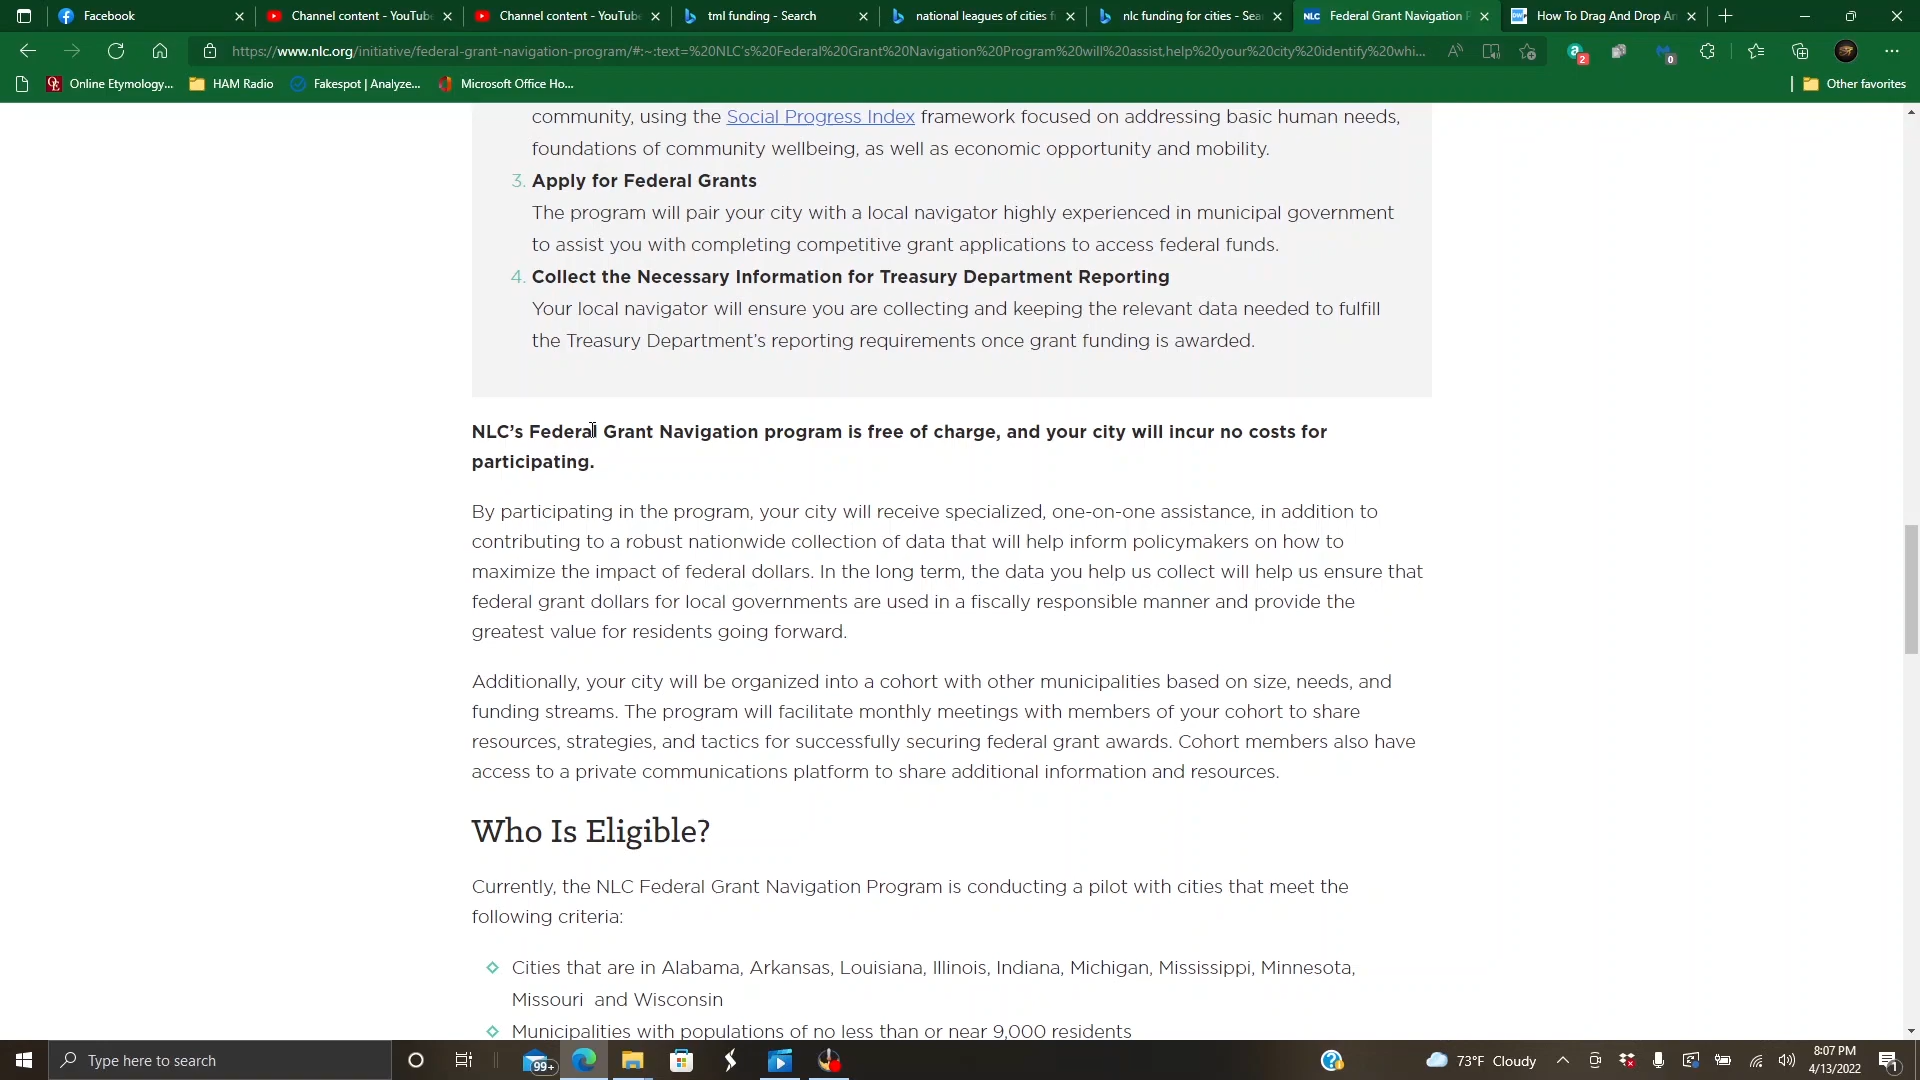 Facebook
Channel content - YouTube
Channel content - YouTube
tml funding - Search
national leagues of cities f
nlc funding for cities - Sea
NLC
Federal Grant Navigation P
How To Drag And Drop An
https://www.nlc.org/initiative/federal-grant-navigation-program/#:~:text=%20NLC's%20Federal%20Grant%20Navigation%20Program%20will%20assist,help%20your%20city%20identify%20whi...
2
0
Online Etymology...
HAM Radio
Fakespot | Analyze...
Microsoft Office Ho...
Other favorites
community, using the Social Progress Index framework focused on addressing basic human needs,
foundations of community wellbeing, as well as economic opportunity and mobility.
3. Apply for Federal Grants
The program will pair your city with a local navigator highly experienced in municipal government
to assist you with completing competitive grant applications to access federal funds.
4. Collect the Necessary Information for Treasury Department Reporting
Your local navigator will ensure you are collecting and keeping the relevant data needed to fulfill
the Treasury Department’s reporting requirements once grant funding is awarded.
NLC’s Federal Grant Navigation program is free of charge, and your city will incur no costs for
participating.
By participating in the program, your city will receive specialized, one-on-one assistance, in addition to
contributing to a robust nationwide collection of data that will help inform policymakers on how to
maximize the impact of federal dollars. In the long term, the data you help us collect will help us ensure that
federal grant dollars for local governments are used in a fiscally responsible manner and provide the
greatest value for residents going forward.
Additionally, your city will be organized into a cohort with other municipalities based on size, needs, and
funding streams. The program will facilitate monthly meetings with members of your cohort to share
resources, strategies, and tactics for successfully securing federal grant awards. Cohort members also have
access to a private communications platform to share additional information and resources.
Who Is Eligible?
Currently, the NLC Federal Grant Navigation Program is conducting a pilot with cities that meet the
following criteria:
Cities that are in Alabama, Arkansas, Louisiana, Illinois, Indiana, Michigan, Mississippi, Minnesota,
Missouri and Wisconsin
Municipalities with populations of no less than or near 9,000 residents
Type here to search
99+
73°F Cloudy
8:07 PM
4/13/2022
1